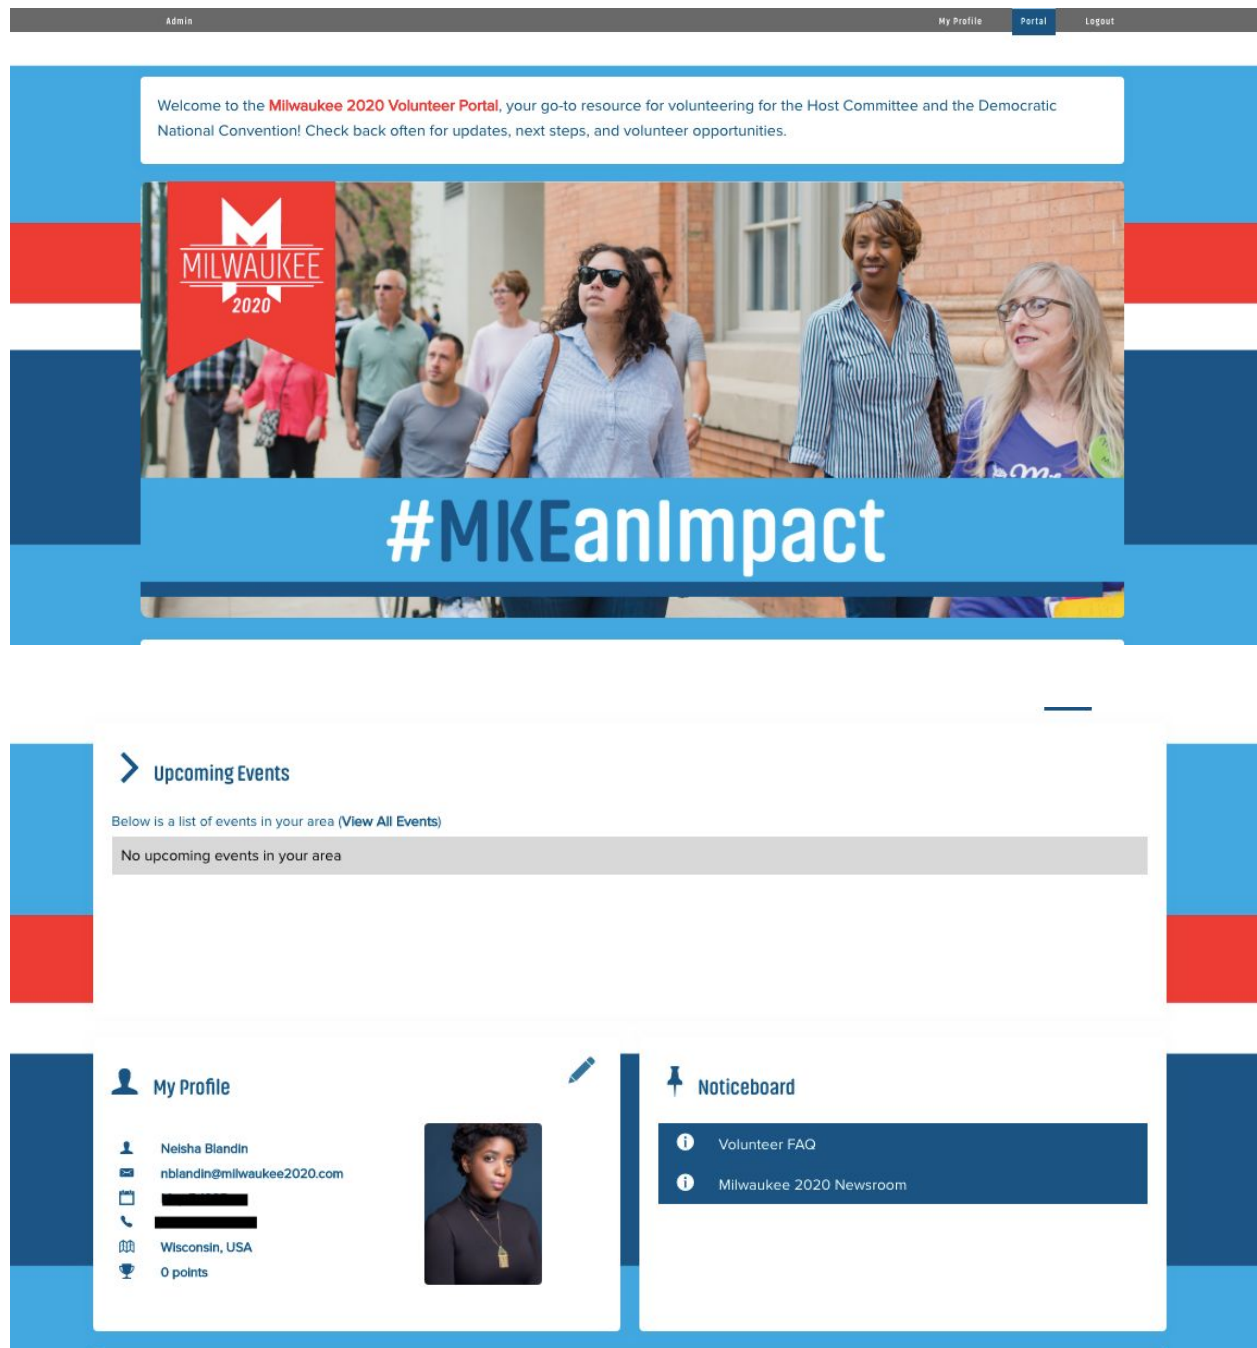 Admin
My Profile
Portal
Logout
Welcome to the Milwaukee 2020 Volunteer Portal, your go-to resource for volunteering for the Host Committee and the Democratic
National Convention! Check back often for updates, next steps, and volunteer opportunities.
M
MILWAUKEE
2020
#MKEanImpact
Upcoming Events
Below is a list of events in your area (View All Events)
No upcoming events in your area
My Profile
Neisha Blandin
nblandin@milwaukee2020.com
Wisconsin, USA
0 points
Noticeboard
Volunteer FAQ
Milwaukee 2020 Newsroom